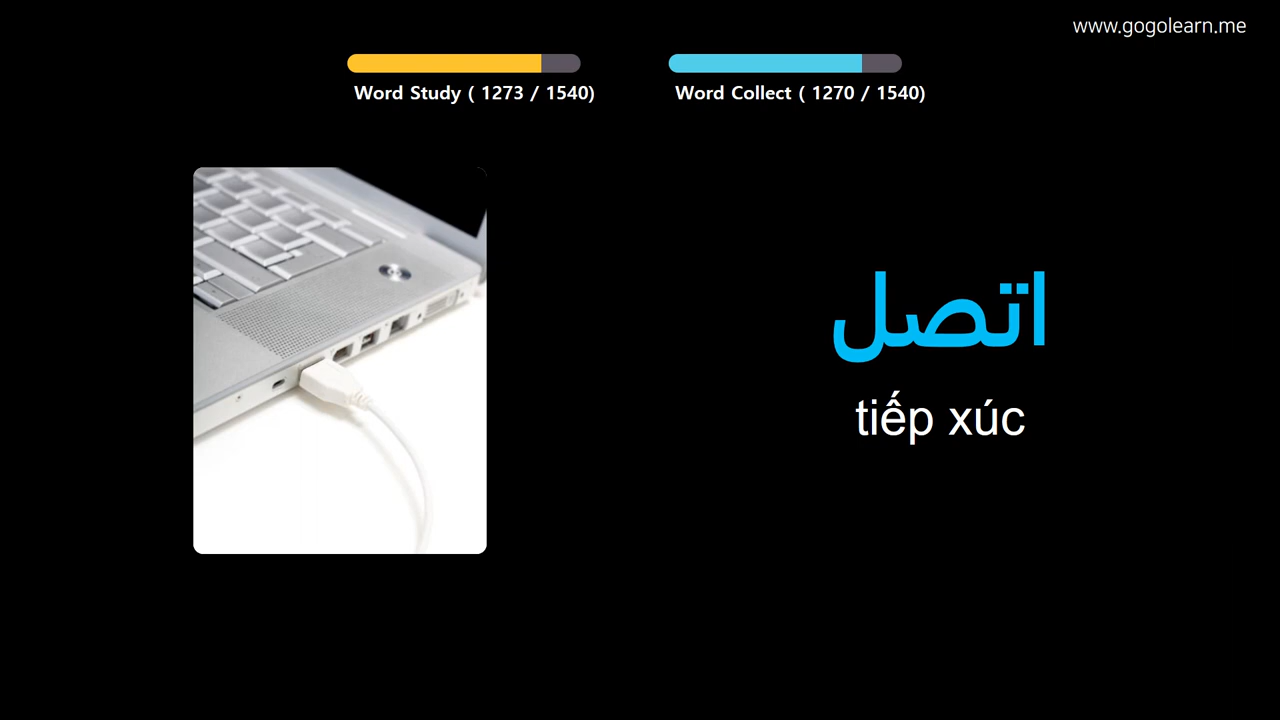 www.gogolearn.me
Word Study ( 1273 / 1540)
Word Collect ( 1270 / 1540)
اتصل
tiếp xúc